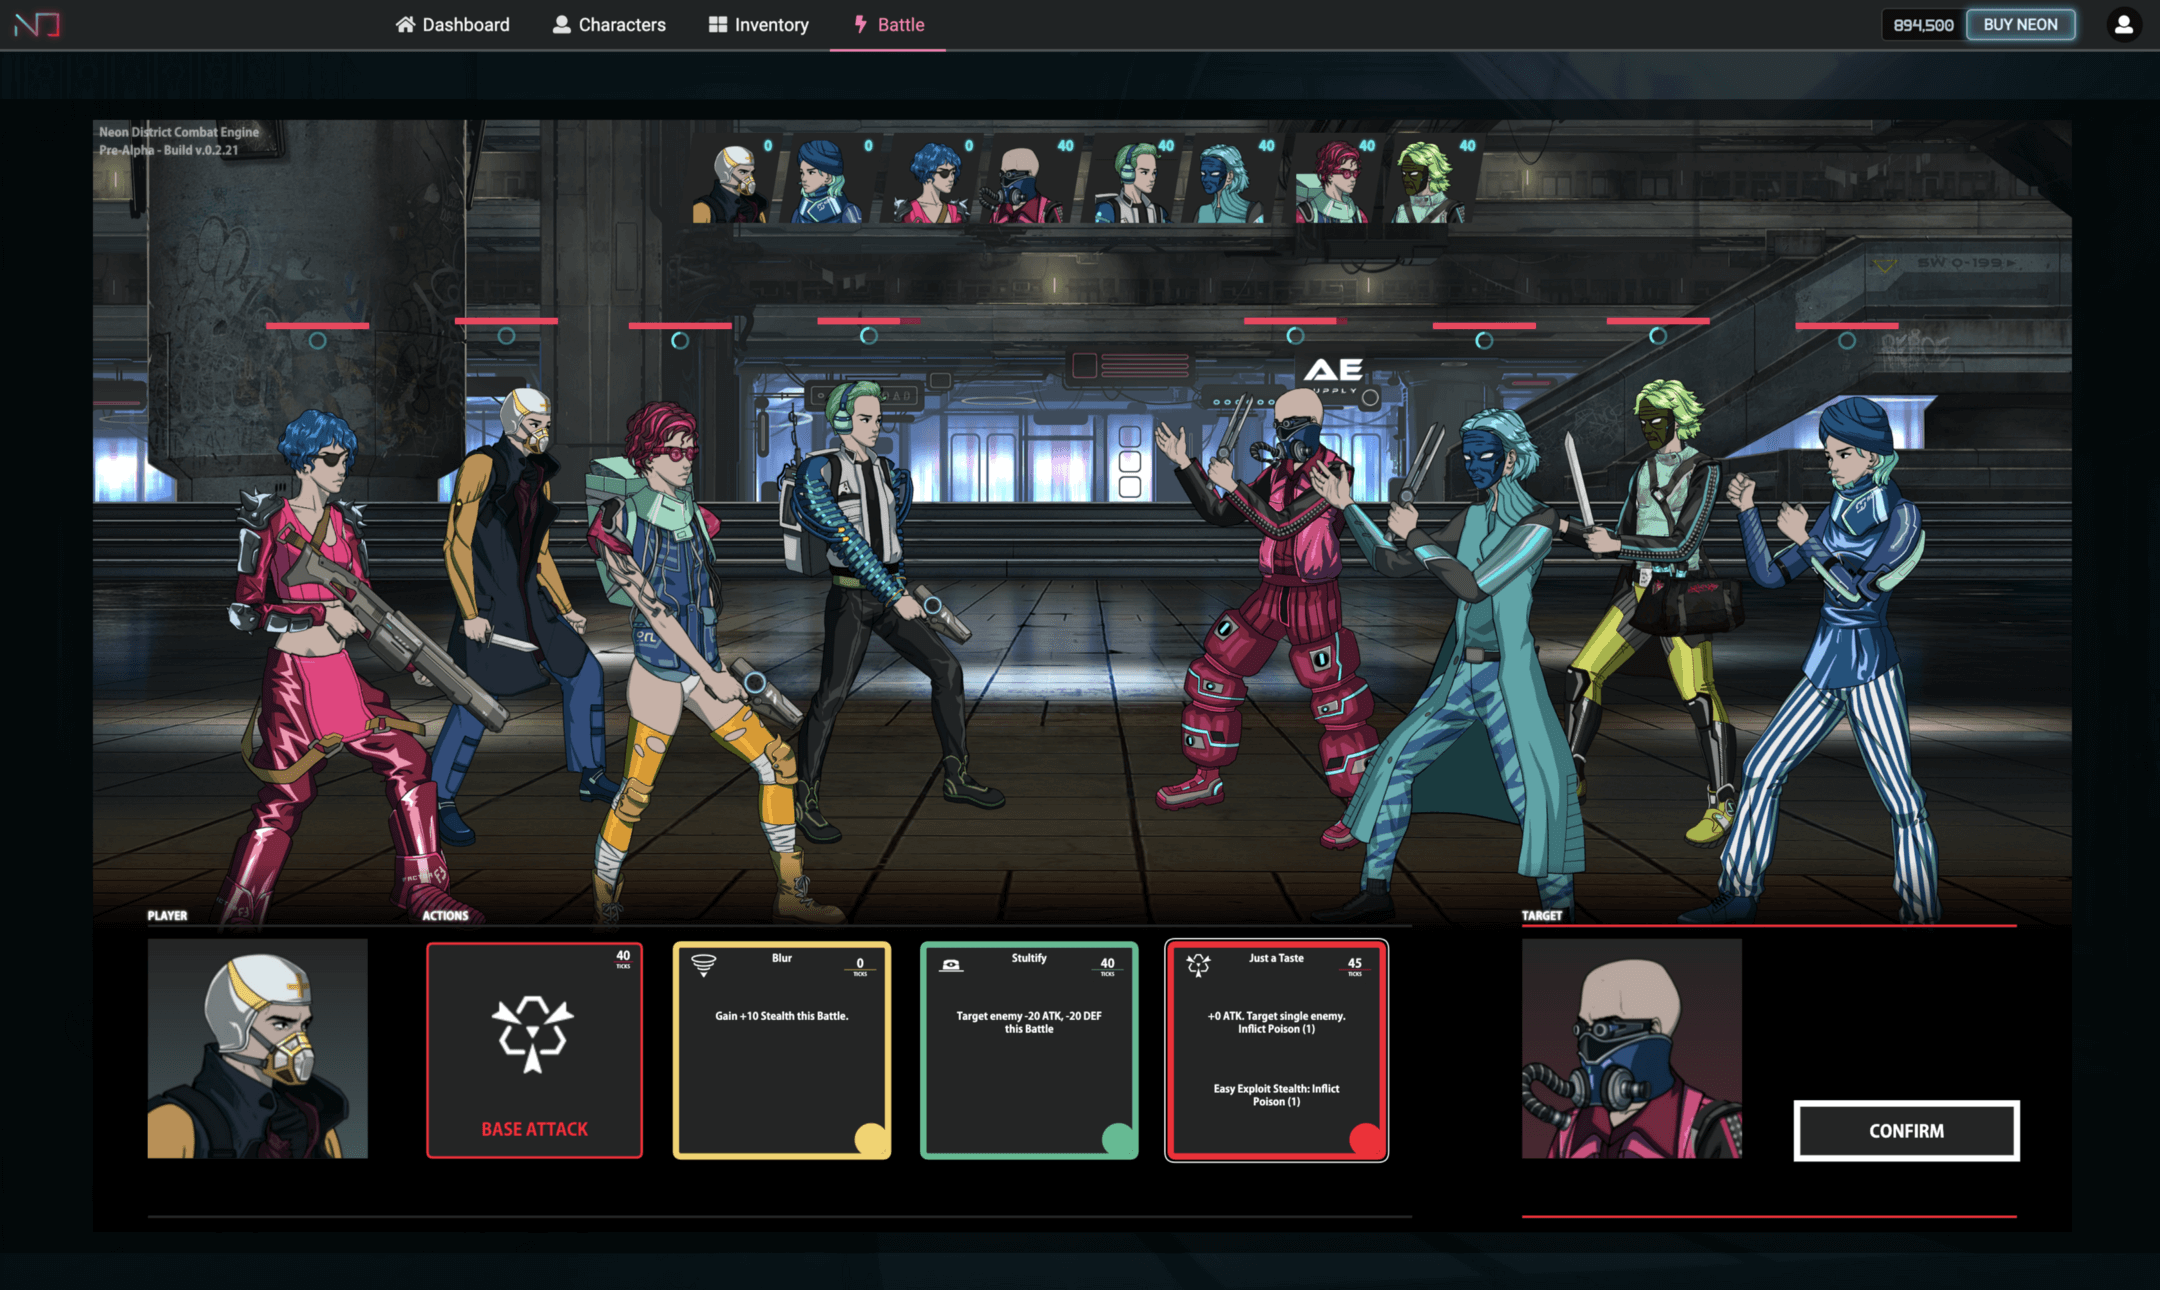 Dashboard
Characters
Inventory
Battle
894,500
BUY NEON
Neon District Combat Engine
Pre-Alpha - Build v.0.2.21
0
0
0
40
40
40
40
40
SW 0-199
AE
PLAYER
ACTIONS
TARGET
40
TICKS
BASE ATTACK
Blur
0
TICKS
Gain +10 Stealth this Battle.
Stultify
40
TICKS
Target enemy -20 ATK, -20 DEF
this Battle
Just a Taste
45
TICKS
+0 ATK. Target single enemy.
Inflict Poison (1)
Easy Exploit Stealth: Inflict
Poison (1)
CONFIRM